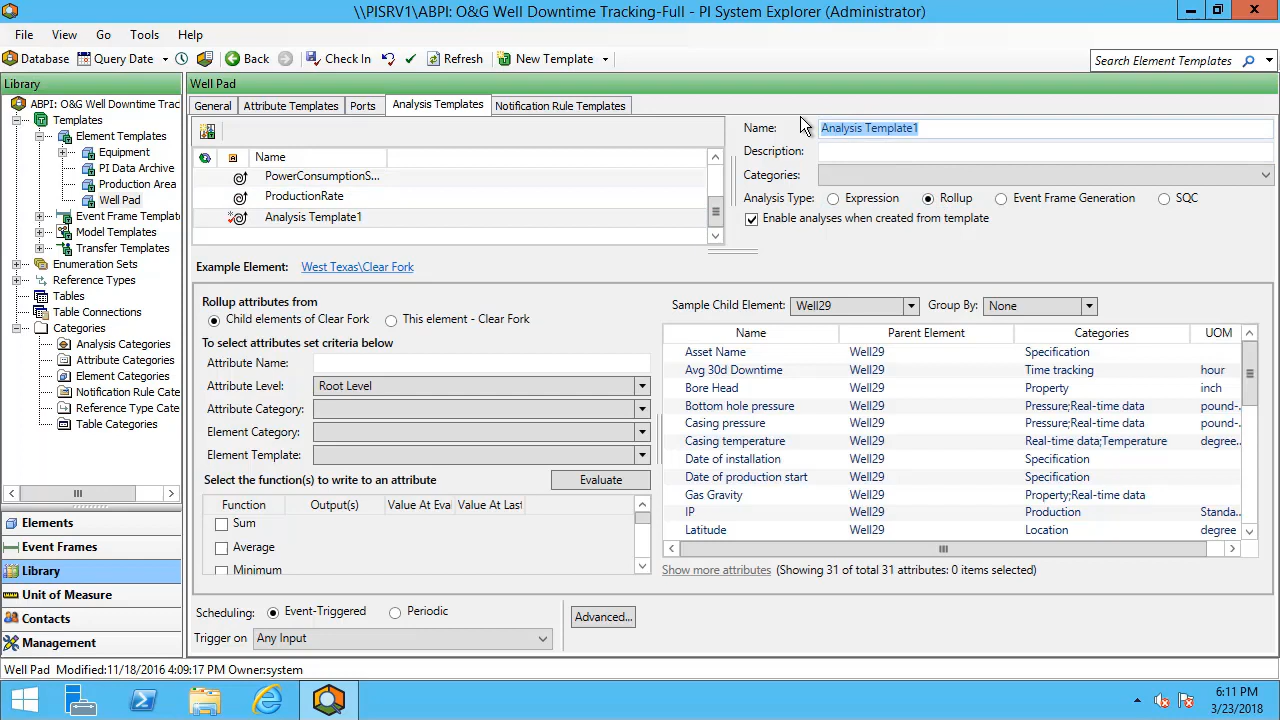 \\PISRV1\ABPI: O&G Well Downtime Tracking-Full - PI System Explorer (Administrator)
File View Go Tools Help
Database Query Date Back Check In Refresh New Template Search Element Templates
Library
ABPI: O&G Well Downtime Trac
Templates
Element Templates
Equipment
PI Data Archive
Production Area
Well Pad
Event Frame Templat
Model Templates
Transfer Templates
Enumeration Sets
Reference Types
Tables
Table Connections
Categories
Analysis Categories
Attribute Categories
Element Categories
Notification Rule Cate
Reference Type Cate
Table Categories
Elements
Event Frames
Library
Unit of Measure
Contacts
Management
Well Pad
General Attribute Templates Ports Analysis Templates Notification Rule Templates
Name
PowerConsumptionS...
ProductionRate
Analysis Template1
Name: Analysis Template1
Description:
Categories:
Analysis Type: Expression Rollup Event Frame Generation SQC
Enable analyses when created from template
Example Element: West Texas\Clear Fork
Rollup attributes from
Child elements of Clear Fork This element - Clear Fork
To select attributes set criteria below
Attribute Name:
Attribute Level: Root Level
Attribute Category:
Element Category:
Element Template:
Select the function(s) to write to an attribute Evaluate
Function Output(s) Value At Eva Value At Last
Sum
Average
Minimum
Sample Child Element: Well29 Group By: None
Name Parent Element Categories UOM
Asset Name Well29 Specification
Avg 30d Downtime Well29 Time tracking hour
Bore Head Well29 Property inch
Bottom hole pressure Well29 Pressure;Real-time data pound-..
Casing pressure Well29 Pressure;Real-time data pound-..
Casing temperature Well29 Real-time data;Temperature degree..
Date of installation Well29 Specification
Date of production start Well29 Specification
Gas Gravity Well29 Property;Real-time data
IP Well29 Production Standa..
Latitude Well29 Location degree
Show more attributes (Showing 31 of total 31 attributes: 0 items selected)
Scheduling: Event-Triggered Periodic Advanced...
Trigger on Any Input
Well Pad Modified:11/18/2016 4:09:17 PM Owner:system
6:11 PM
3/23/2018